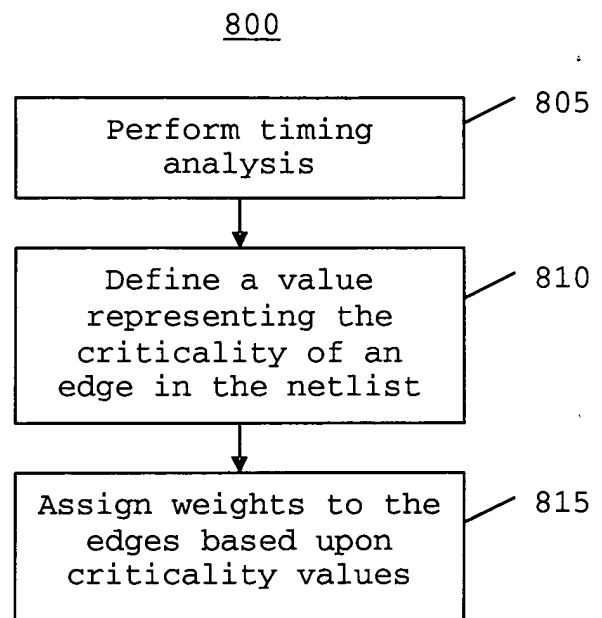 800
805
Perform timing
analysis
810
Define a value
representing the
criticality of an
edge in the netlist
815
Assign weights to the
edges based upon
criticality values